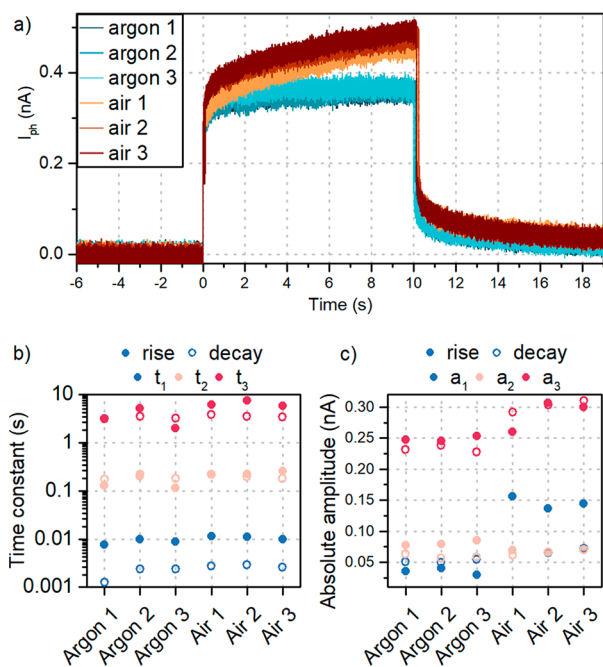 a)
argon 1
argon 2
argon 3
air 1
air 2
air 3
I_ph (nA)
0.4
0.2
0.0
-6 -4 -2 0 2 4 6 8 10 12 14 16 18
Time (s)
b)
rise decay
t₁ t₂ t₃
Time constant (s)
10
1
0.1
0.01
0.001
Argon 1 Argon 2 Argon 3 Air 1 Air 2 Air 3
c)
rise decay
a₁ a₂ a₃
Absolute amplitude (nA)
0.30
0.25
0.20
0.15
0.10
0.05
Argon 1 Argon 2 Argon 3 Air 1 Air 2 Air 3